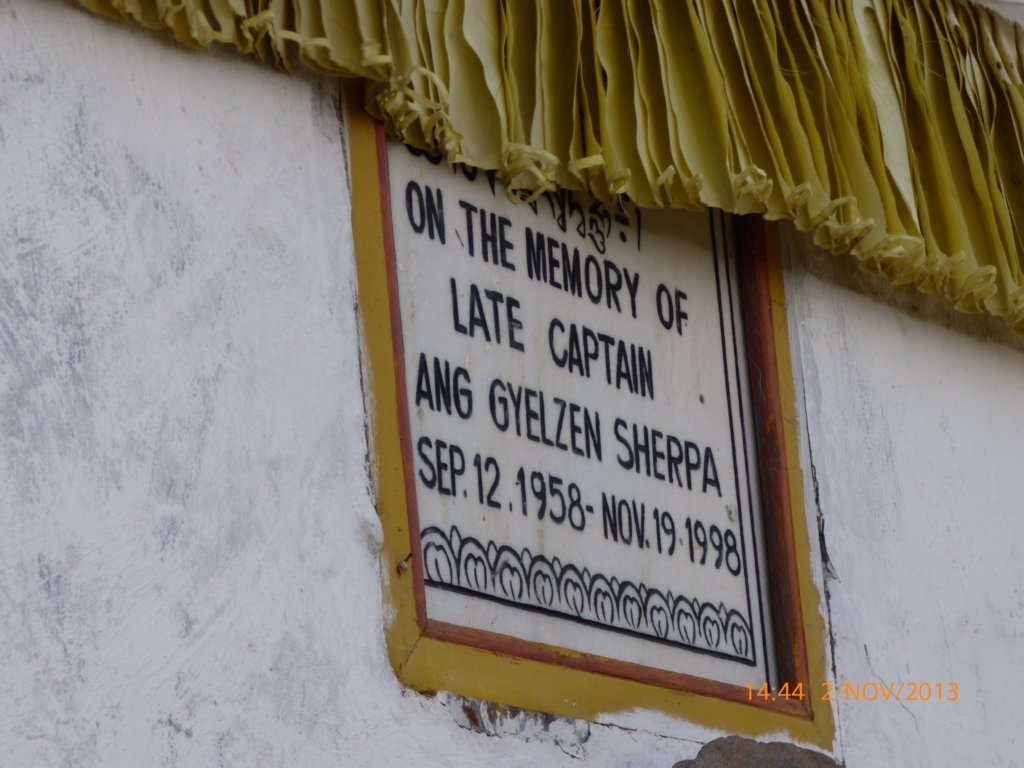 ON THE MEMORY OF
LATE CAPTAIN
ANG GYELZEN SHERPA
SEP. 12. 1958 - NOV. 19. 1998
14:44 2/NOV/2013